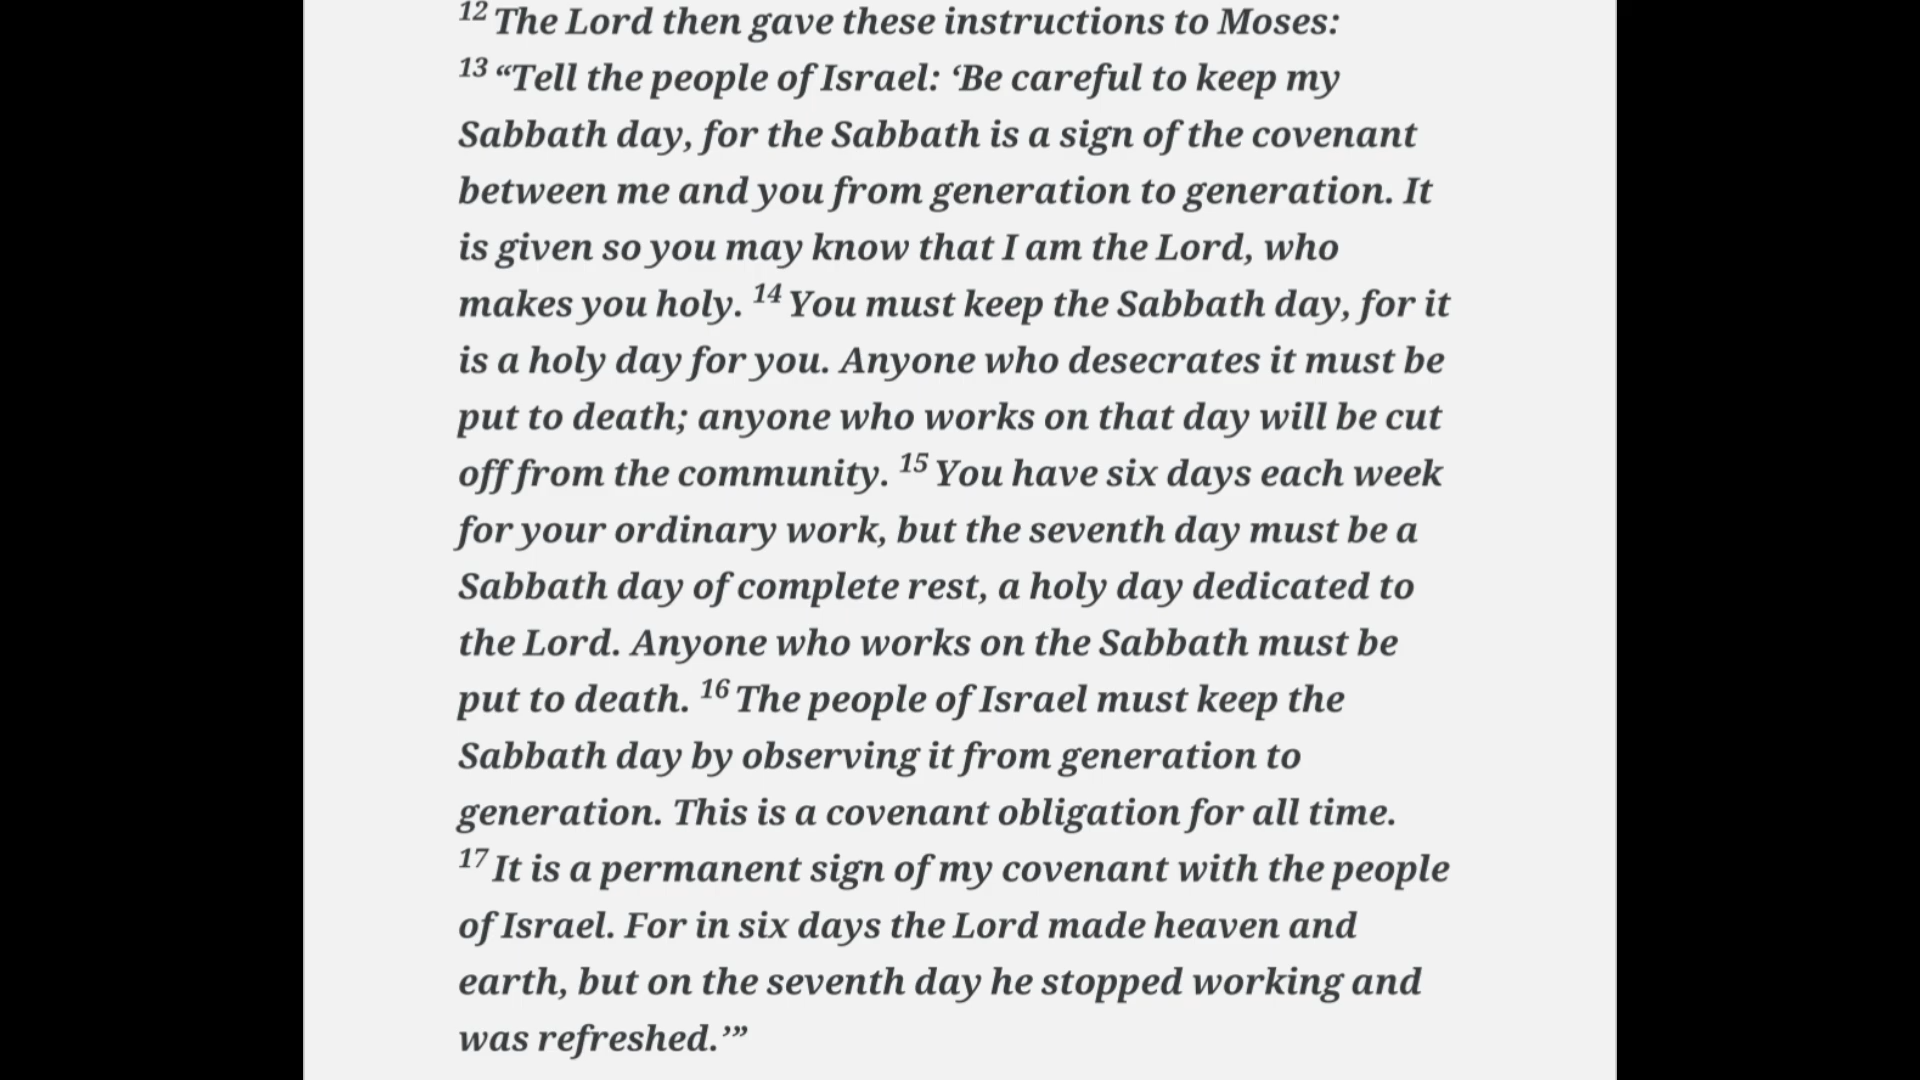 12 The Lord then gave these instructions to Moses:
13 “Tell the people of Israel: ‘Be careful to keep my
Sabbath day, for the Sabbath is a sign of the covenant
between me and you from generation to generation. It
is given so you may know that I am the Lord, who
makes you holy. 14 You must keep the Sabbath day, for it
is a holy day for you. Anyone who desecrates it must be
put to death; anyone who works on that day will be cut
off from the community. 15 You have six days each week
for your ordinary work, but the seventh day must be a
Sabbath day of complete rest, a holy day dedicated to
the Lord. Anyone who works on the Sabbath must be
put to death. 16 The people of Israel must keep the
Sabbath day by observing it from generation to
generation. This is a covenant obligation for all time.
17 It is a permanent sign of my covenant with the people
of Israel. For in six days the Lord made heaven and
earth, but on the seventh day he stopped working and
was refreshed.’”